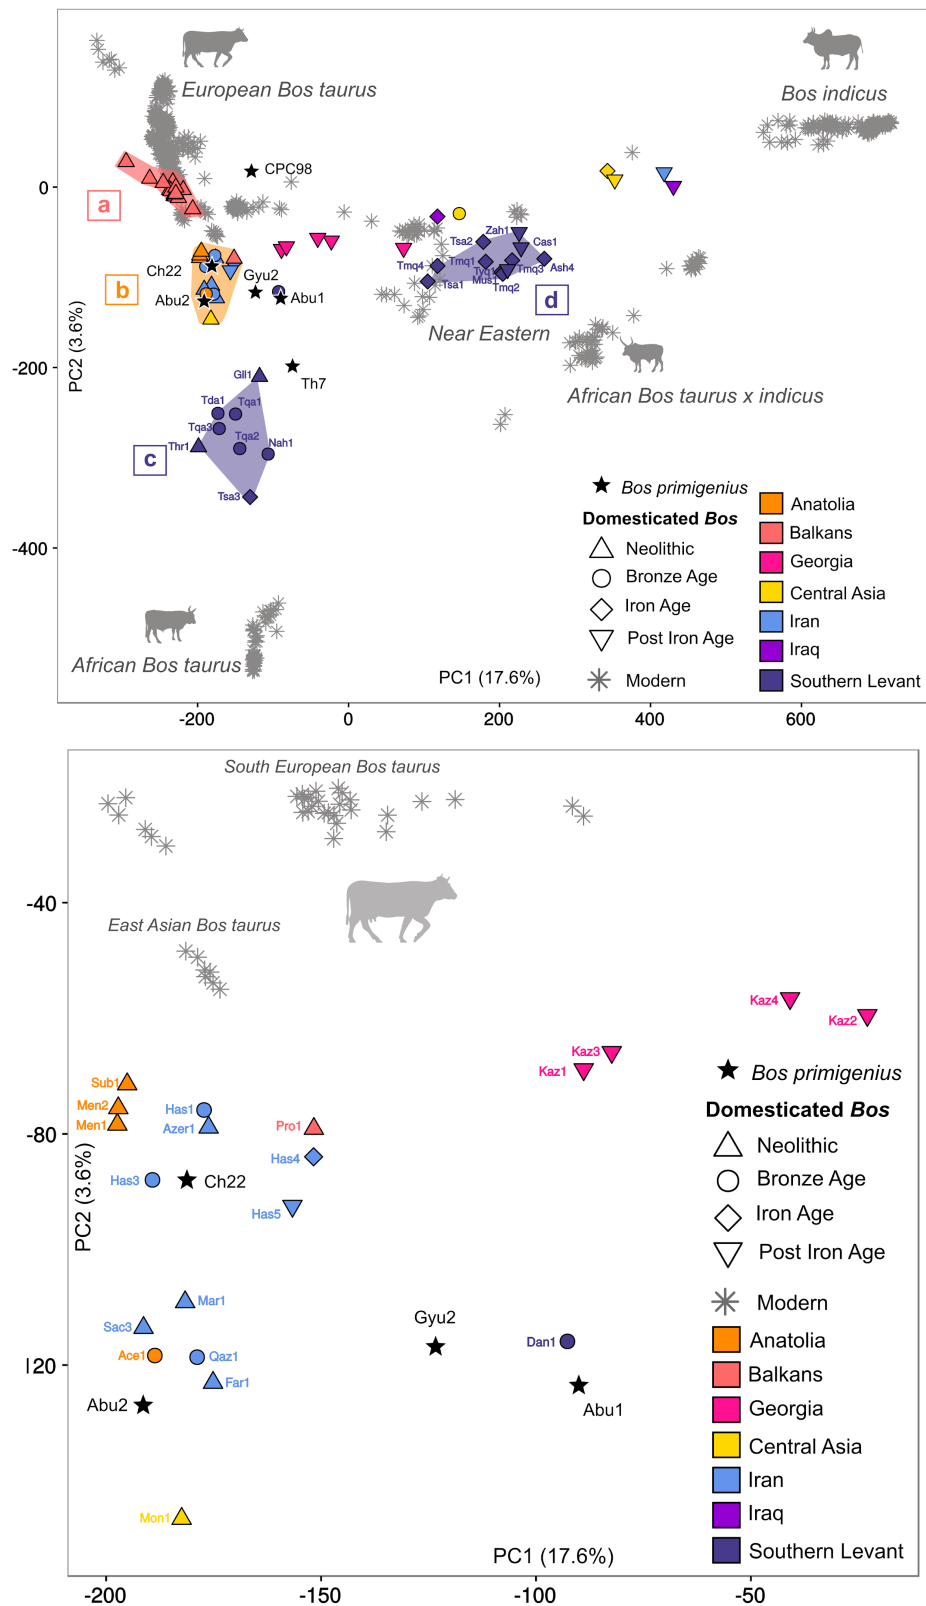 European Bos taurus
Bos indicus
CPC98
0
a
Zah1
Tsa2
Cas1
Ch22
Gyu2
Tmq4
Tmq1
Tmq3
Ash4
b
Abu2
Abu1
Tsa1
Mus1
Tmq2
d
Near Eastern
PC2 (3.6%)
-200
Gil1
Th7
African Bos taurus x indicus
Tda1
Tqa1
Tqa3
Tqa2
Nah1
Thr1
c
Tsa3
-400
Bos primigenius
Domesticated Bos
Neolithic
Bronze Age
Iron Age
Post Iron Age
Modern
Anatolia
Balkans
Georgia
Central Asia
Iran
Iraq
Southern Levant
African Bos taurus
PC1 (17.6%)
-200
0
200
400
600
South European Bos taurus
-40
East Asian Bos taurus
Kaz4
Kaz2
Kaz3
Kaz1
Sub1
Men2
Men1
Has1
Azer1
Pro1
-80
Has4
Has3
Ch22
Has5
PC2 (3.6%)
Mar1
Sac3
Gyu2
Dan1
Ace1
Qaz1
120
Far1
Abu2
Abu1
Mon1
Bos primigenius
Domesticated Bos
Neolithic
Bronze Age
Iron Age
Post Iron Age
Modern
Anatolia
Balkans
Georgia
Central Asia
Iran
Iraq
Southern Levant
PC1 (17.6%)
-200
-150
-100
-50